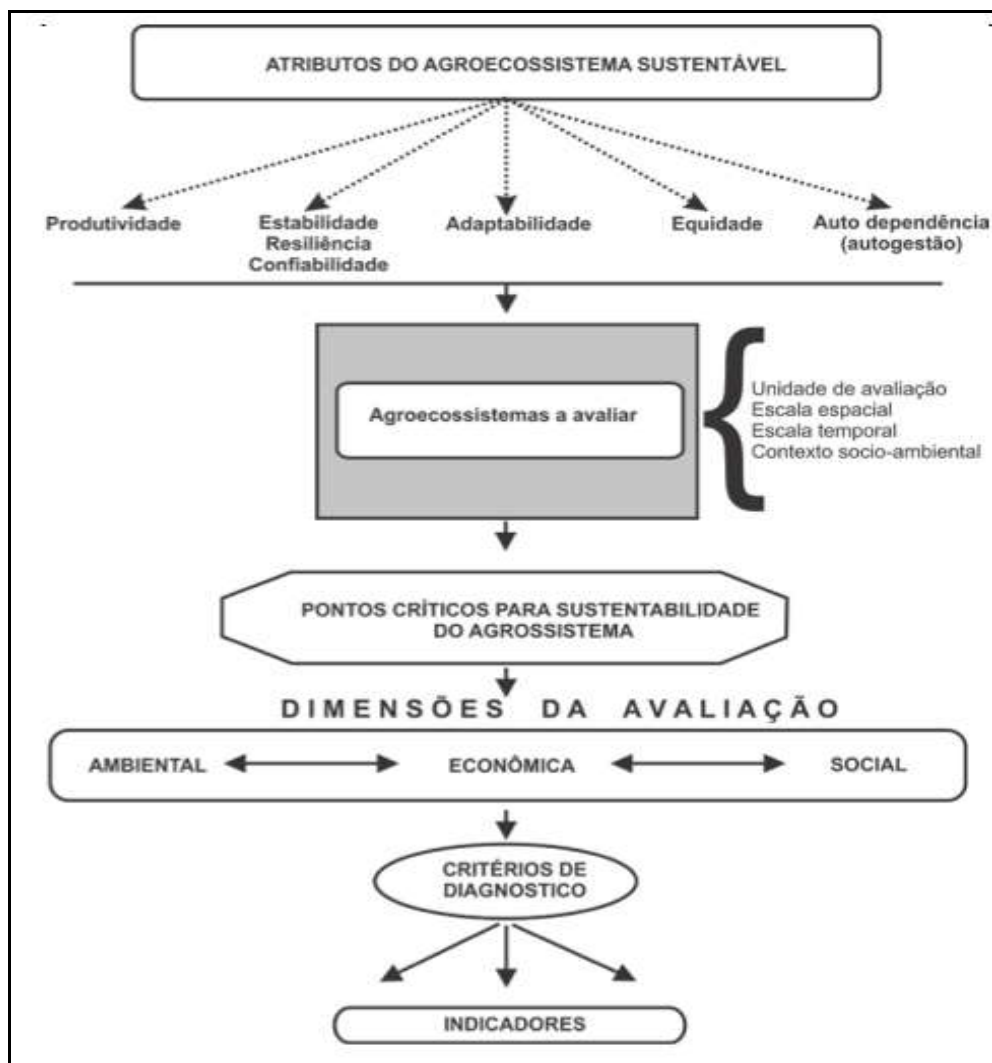 ATRIBUTOS DO AGROECOSSISTEMA SUSTENTÁVEL
Produtividade
Estabilidade
Resiliência
Confiabilidade
Adaptabilidade
Equidade
Auto dependência
(autogestão)
Agroecossistemas a avaliar
Unidade de avaliação
Escala espacial
Escala temporal
Contexto socio-ambiental
PONTOS CRÍTICOS PARA SUSTENTABILIDADE
DO AGROSSISTEMA
DIMENSÕES DA AVALIAÇÃO
AMBIENTAL
ECONÔMICA
SOCIAL
CRITÉRIOS DE
DIAGNOSTICO
INDICADORES